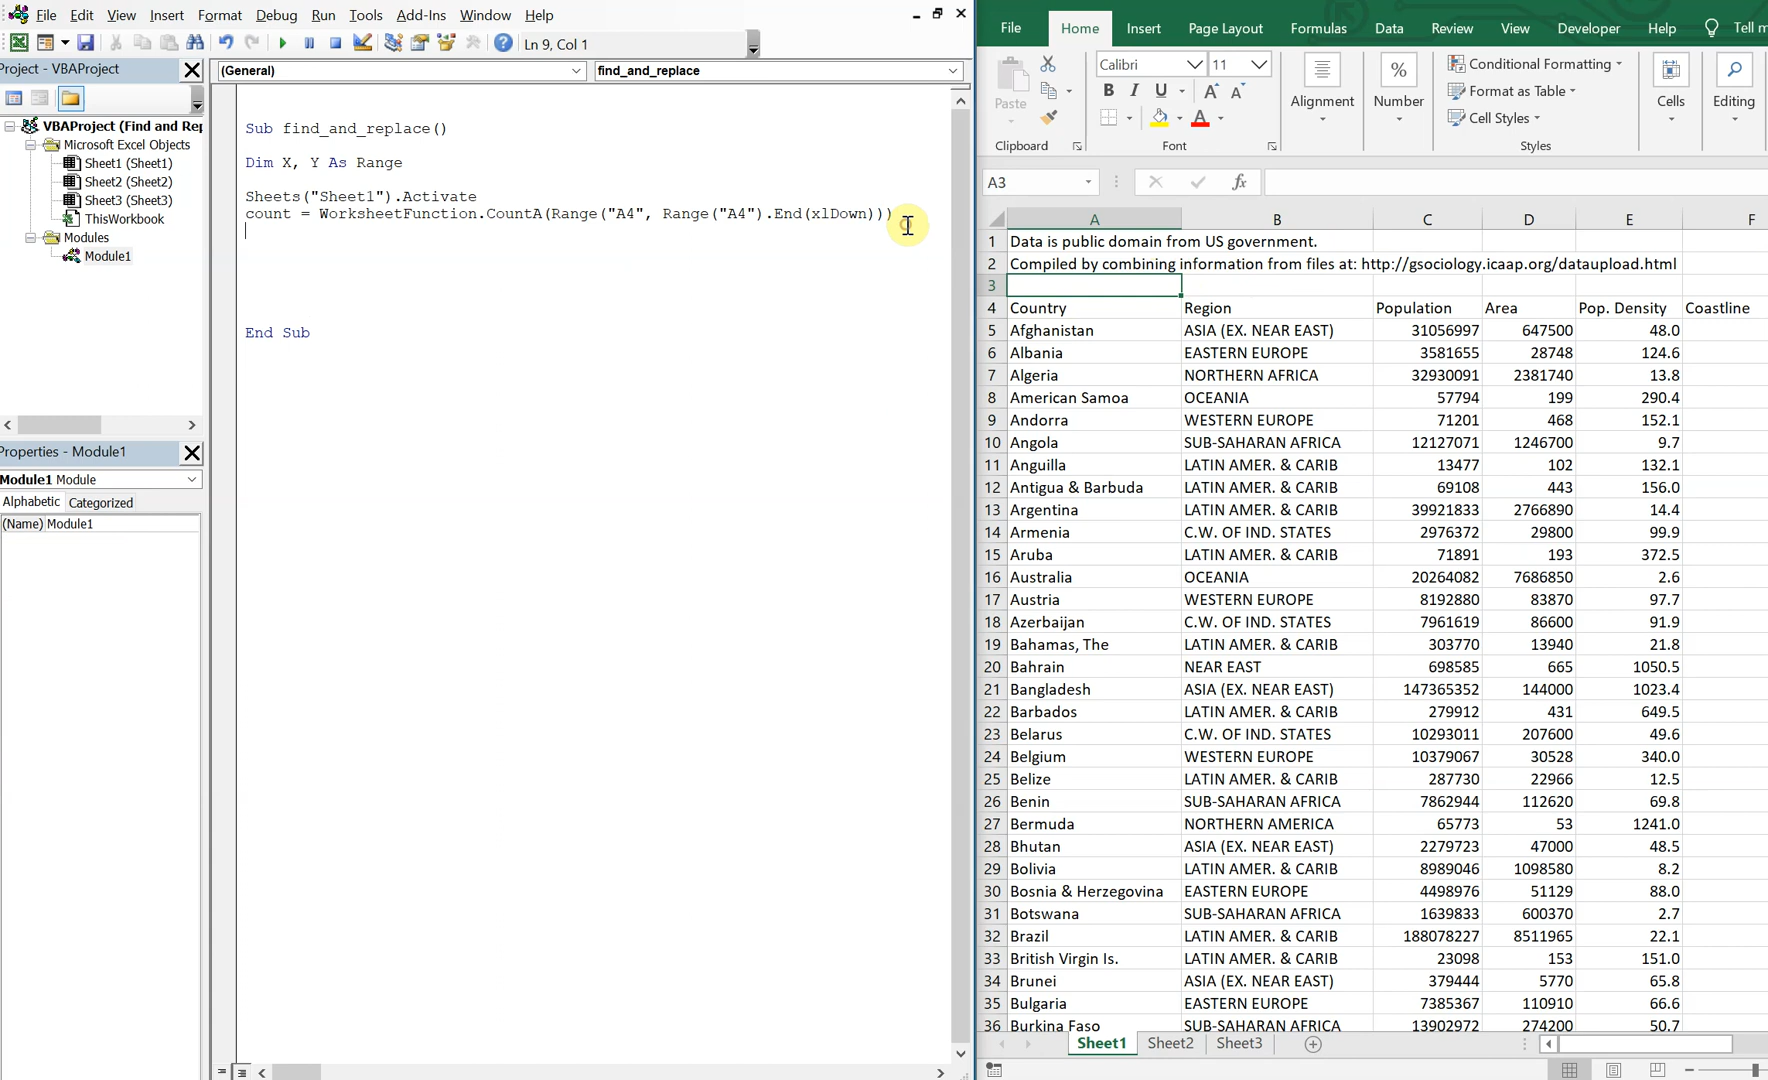 File Edit View Insert Format Debug Run Tools Add-Ins Window Help
Ln 9, Col 1
Project - VBAProject
(General)
find_and_replace
VBAProject (Find and Rep
Microsoft Excel Objects
Sheet1 (Sheet1)
Sheet2 (Sheet2)
Sheet3 (Sheet3)
ThisWorkbook
Modules
Module1
Properties - Module1
Module1 Module
Alphabetic Categorized
(Name) Module1
Sub find_and_replace()
Dim X, Y As Range
Sheets("Sheet1").Activate
count = WorksheetFunction.CountA(Range("A4", Range("A4").End(xlDown)))
End Sub
File Home Insert Page Layout Formulas Data Review View Developer Help Tell m
Paste
Clipboard
Calibri 11
B I U
Font
Alignment
%
Number
Conditional Formatting
Format as Table
Cell Styles
Styles
Cells
Editing
A3
fx
A B C D E F
1 Data is public domain from US government.
2 Compiled by combining information from files at: http://gsociology.icaap.org/dataupload.html
3
4 Country Region Population Area Pop. Density Coastline
5 Afghanistan ASIA (EX. NEAR EAST) 31056997 647500 48.0
6 Albania EASTERN EUROPE 3581655 28748 124.6
7 Algeria NORTHERN AFRICA 32930091 2381740 13.8
8 American Samoa OCEANIA 57794 199 290.4
9 Andorra WESTERN EUROPE 71201 468 152.1
10 Angola SUB-SAHARAN AFRICA 12127071 1246700 9.7
11 Anguilla LATIN AMER. & CARIB 13477 102 132.1
12 Antigua & Barbuda LATIN AMER. & CARIB 69108 443 156.0
13 Argentina LATIN AMER. & CARIB 39921833 2766890 14.4
14 Armenia C.W. OF IND. STATES 2976372 29800 99.9
15 Aruba LATIN AMER. & CARIB 71891 193 372.5
16 Australia OCEANIA 20264082 7686850 2.6
17 Austria WESTERN EUROPE 8192880 83870 97.7
18 Azerbaijan C.W. OF IND. STATES 7961619 86600 91.9
19 Bahamas, The LATIN AMER. & CARIB 303770 13940 21.8
20 Bahrain NEAR EAST 698585 665 1050.5
21 Bangladesh ASIA (EX. NEAR EAST) 147365352 144000 1023.4
22 Barbados LATIN AMER. & CARIB 279912 431 649.5
23 Belarus C.W. OF IND. STATES 10293011 207600 49.6
24 Belgium WESTERN EUROPE 10379067 30528 340.0
25 Belize LATIN AMER. & CARIB 287730 22966 12.5
26 Benin SUB-SAHARAN AFRICA 7862944 112620 69.8
27 Bermuda NORTHERN AMERICA 65773 53 1241.0
28 Bhutan ASIA (EX. NEAR EAST) 2279723 47000 48.5
29 Bolivia LATIN AMER. & CARIB 8989046 1098580 8.2
30 Bosnia & Herzegovina EASTERN EUROPE 4498976 51129 88.0
31 Botswana SUB-SAHARAN AFRICA 1639833 600370 2.7
32 Brazil LATIN AMER. & CARIB 188078227 8511965 22.1
33 British Virgin Is. LATIN AMER. & CARIB 23098 153 151.0
34 Brunei ASIA (EX. NEAR EAST) 379444 5770 65.8
35 Bulgaria EASTERN EUROPE 7385367 110910 66.6
36 Burkina Faso SUB-SAHARAN AFRICA 13902972 274200 50.7
Sheet1 Sheet2 Sheet3